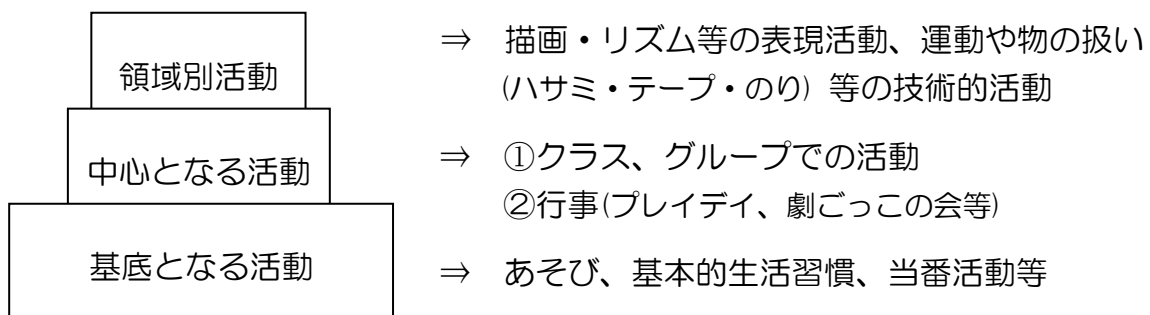 領域別活動
⇒ 描画・リズム等の表現活動、運動や物の扱い
(ハサミ・テープ・のり) 等の技術的活動
中心となる活動
⇒ ①クラス、グループでの活動
②行事(プレイデイ、劇ごっこの会等)
基底となる活動
⇒ あそび、基本的生活習慣、当番活動等